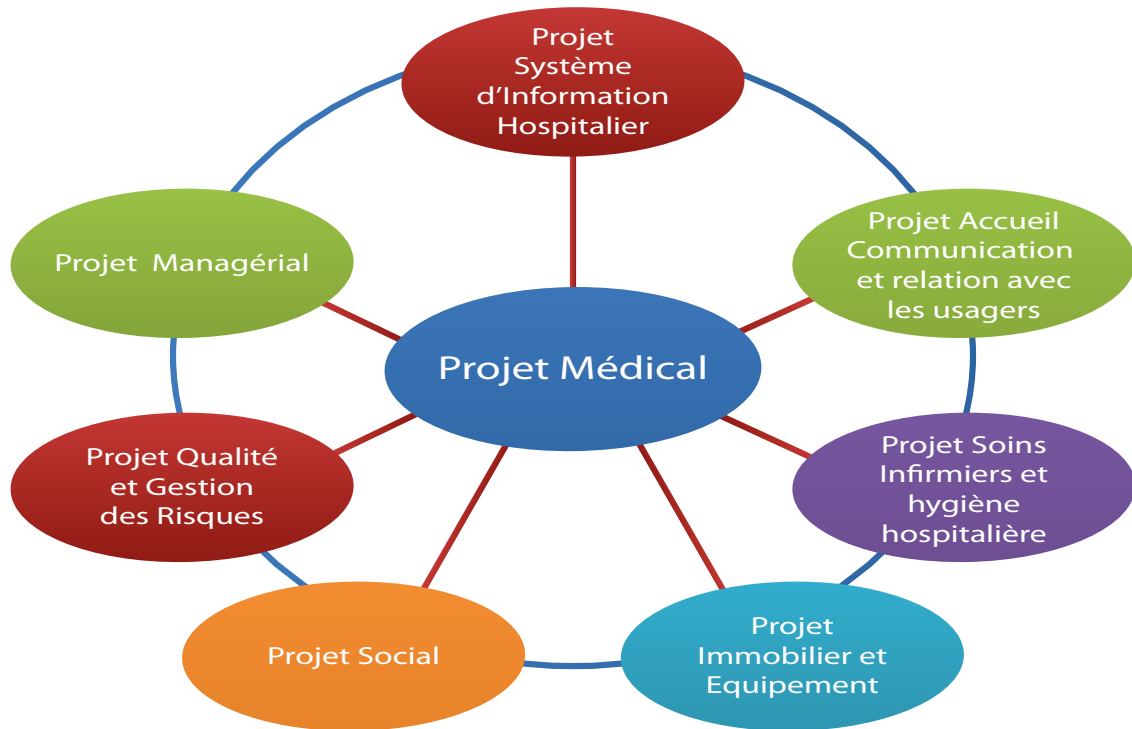 Projet
Système
d'Information
Hospitalier
Projet Managérial
Projet Accueil
Communication
et relation avec
les usagers
Projet Médical
Projet Qualité
et Gestion
des Risques
Projet Soins
Infirmiers et
hygiène
hospitalière
Projet Social
Projet
Immobilier et
Equipement